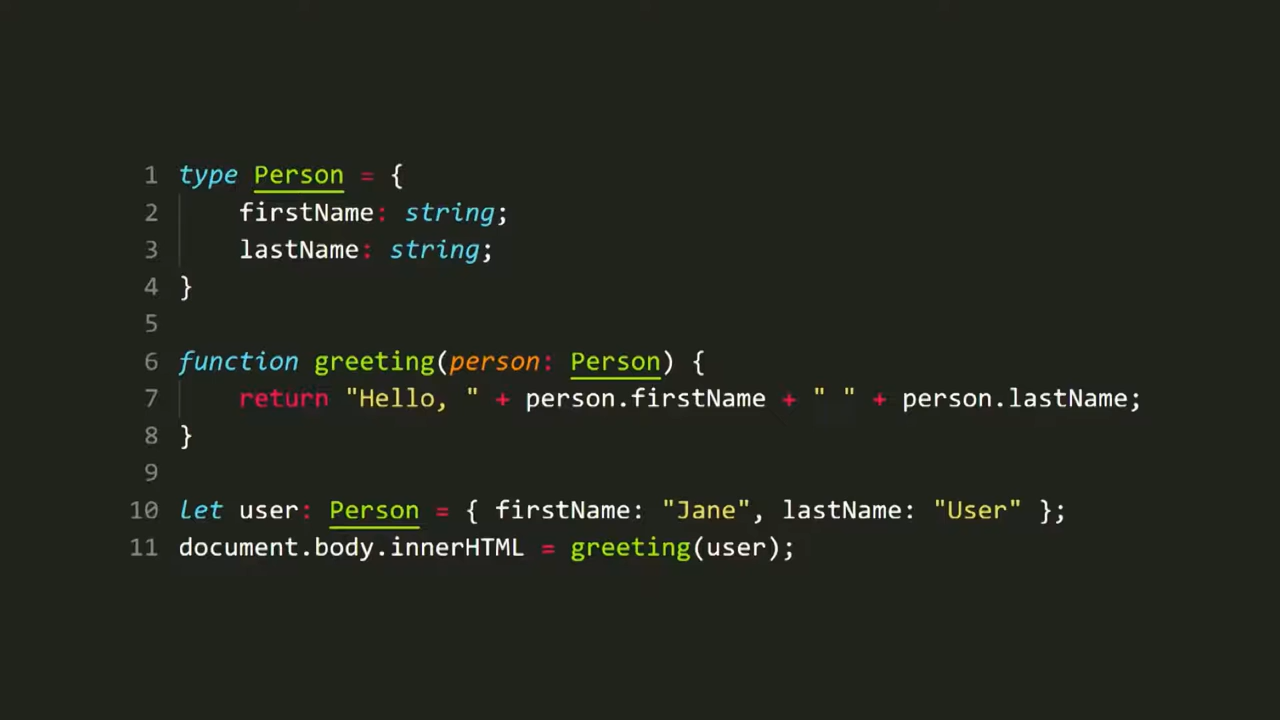 1 type Person = {
2 firstName: string;
3 lastName: string;
4 }
5
6 function greeting(person: Person) {
7 return "Hello, " + person.firstName + " " + person.lastName;
8 }
9
10 let user: Person = { firstName: "Jane", lastName: "User" };
11 document.body.innerHTML = greeting(user);